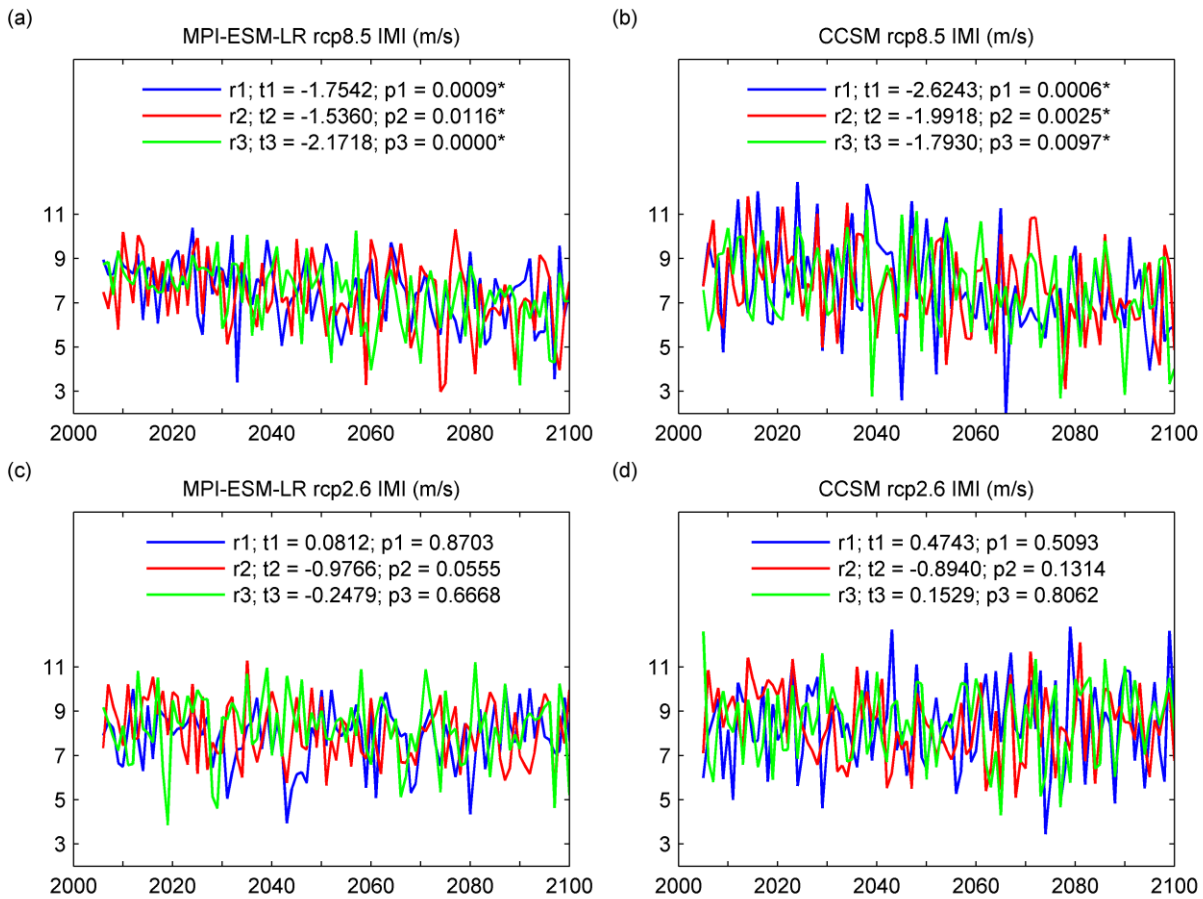 (a)
MPI-ESM-LR rcp8.5 IMI (m/s)
r1; t1 = -1.7542; p1 = 0.0009*
r2; t2 = -1.5360; p2 = 0.0116*
r3; t3 = -2.1718; p3 = 0.0000*
11
9
7
5
3
2000 2020 2040 2060 2080 2100
(b)
CCSM rcp8.5 IMI (m/s)
r1; t1 = -2.6243; p1 = 0.0006*
r2; t2 = -1.9918; p2 = 0.0025*
r3; t3 = -1.7930; p3 = 0.0097*
11
9
7
5
3
2000 2020 2040 2060 2080 2100
(c)
MPI-ESM-LR rcp2.6 IMI (m/s)
r1; t1 = 0.0812; p1 = 0.8703
r2; t2 = -0.9766; p2 = 0.0555
r3; t3 = -0.2479; p3 = 0.6668
11
9
7
5
3
2000 2020 2040 2060 2080 2100
(d)
CCSM rcp2.6 IMI (m/s)
r1; t1 = 0.4743; p1 = 0.5093
r2; t2 = -0.8940; p2 = 0.1314
r3; t3 = 0.1529; p3 = 0.8062
11
9
7
5
3
2000 2020 2040 2060 2080 2100